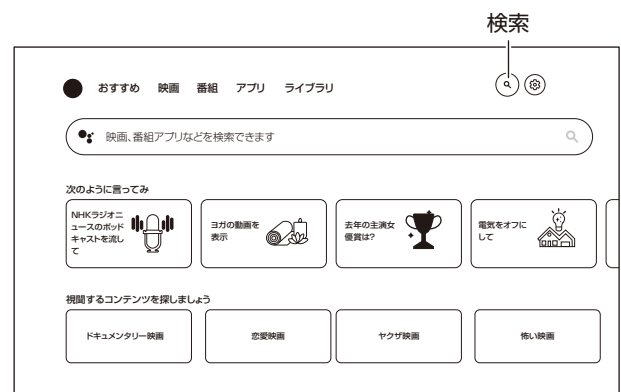 検索
おすすめ 映画 番組 アプリ ライブラリ
映画、番組アプリなどを検索できます
次のように言ってみ
NHKラジオニ
ュースのポッド
キャストを流し
て
ヨガの動画を
表示
去年の主演女
優賞は?
電気をオフに
して
視聞するコンテンツを探しましょう
ドキュメンタリー映画
恋愛映画
ヤクザ映画
怖い映画